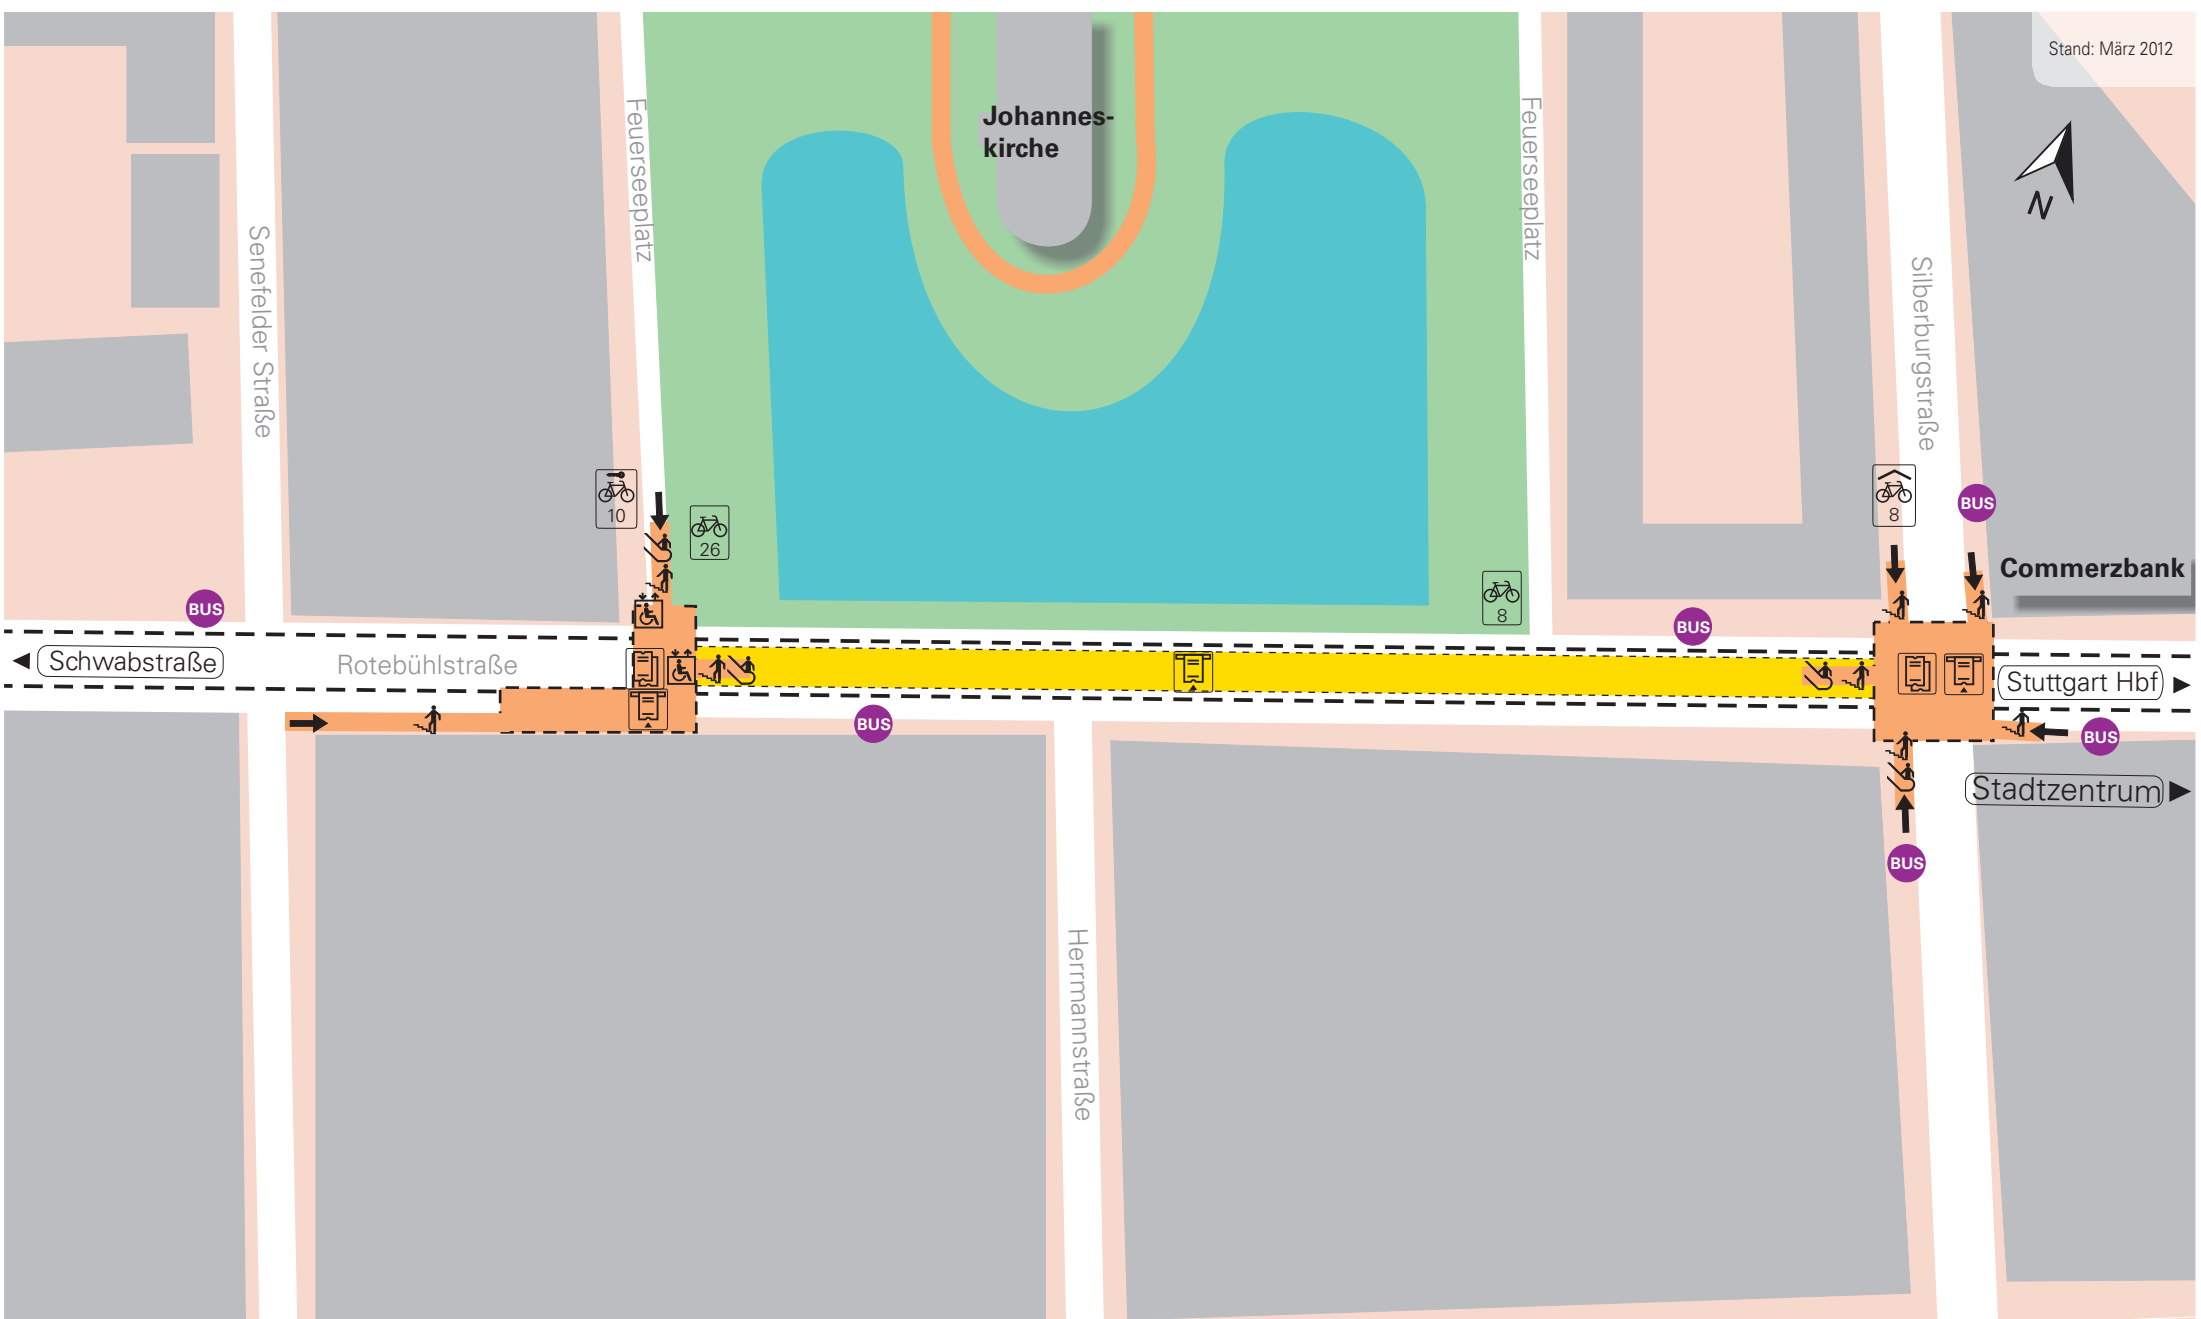 Stand: März 2012
Johannes-
kirche
Feuerseeplatz
Feuerseeplatz
N
Senefelder Straße
Silberburgstraße
10
26
8
8
BUS
Commerzbank
BUS
BUS
Schwabstraße
Rotebühlstraße
Stuttgart Hbf
BUS
BUS
Stadtzentrum
BUS
Herrmannstraße